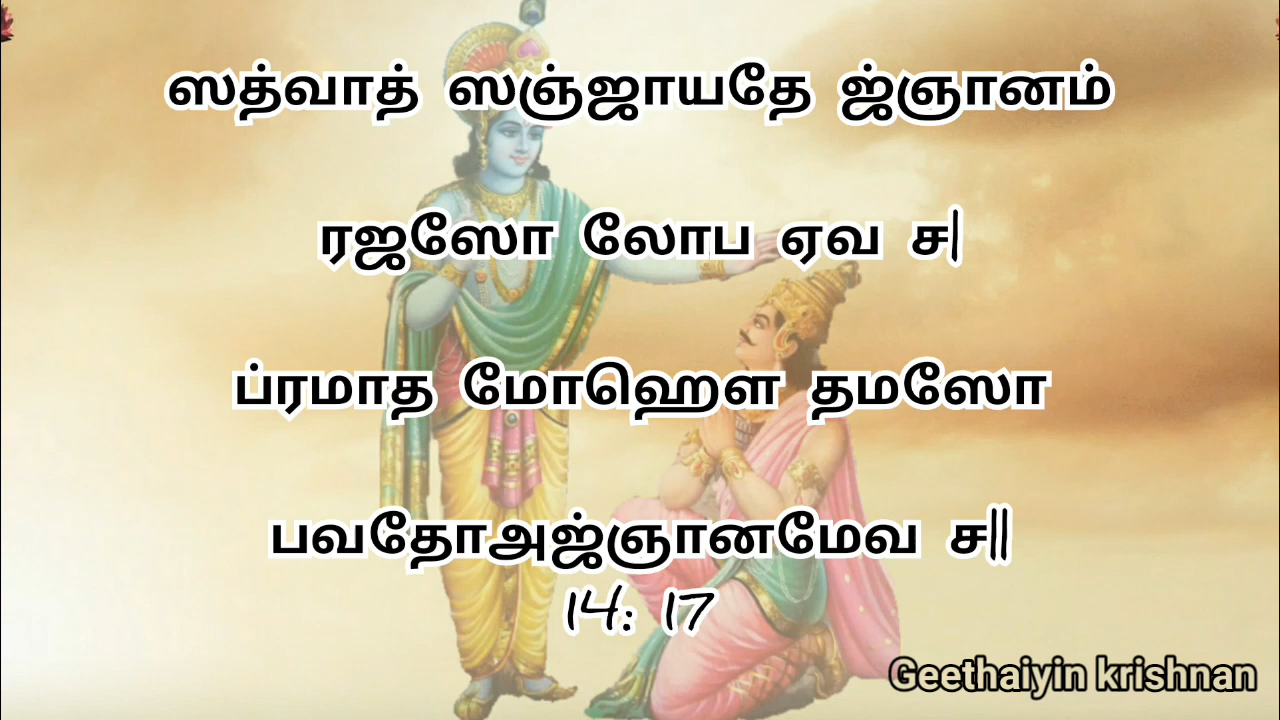 ஸத்வாத் ஸஞ்ஜாயதே ஜ்ஞானம்
ரஜஸோ லோப ஏவ ச|
ப்ரமாத மோஹௌ தமஸோ
பவதோஅஜ்ஞானமேவ ச||
14: 17
Geethaiyin krishnan